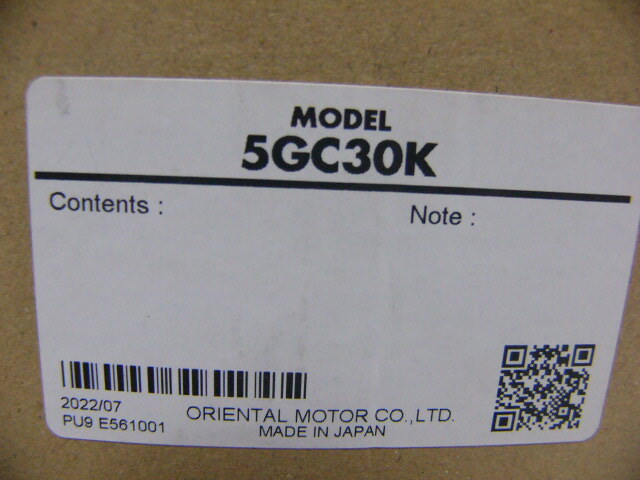 MODEL
5GC30K
Contents :
Note :
2022/07
PU9 E561001
ORIENTAL MOTOR CO.,LTD.
MADE IN JAPAN